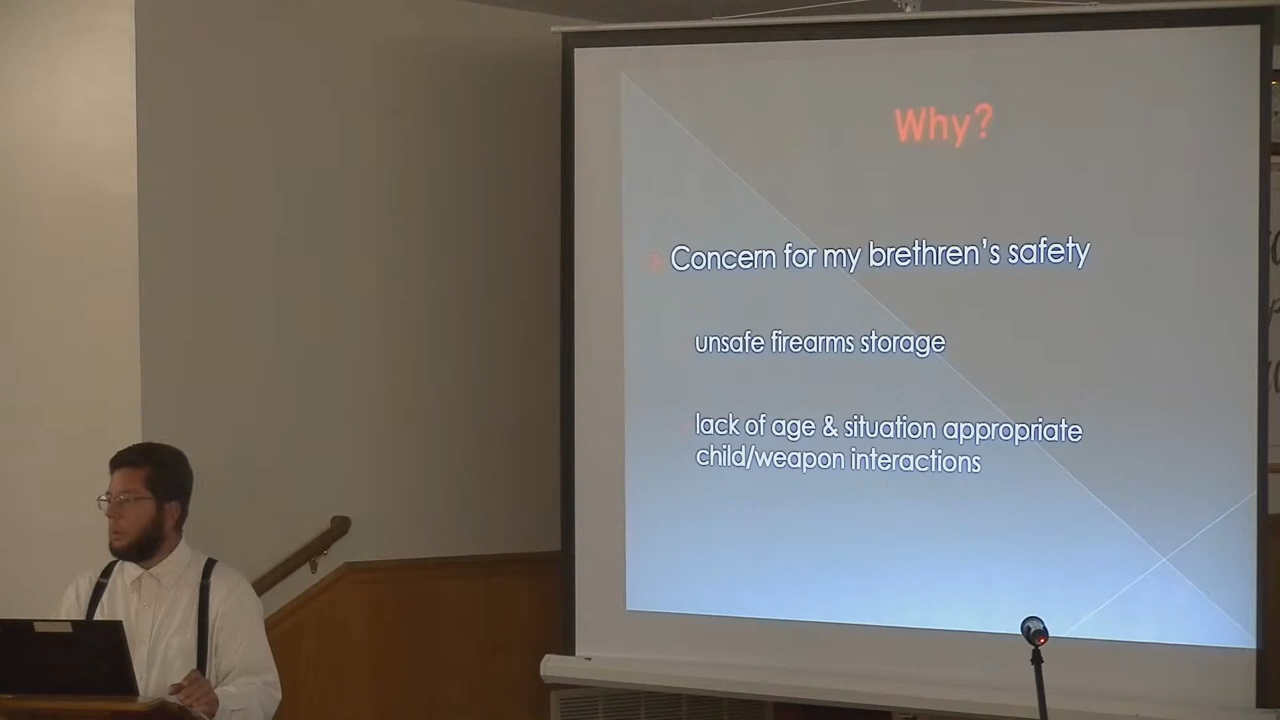 Why?
Concern for my brethren's safety
unsafe firearms storage
lack of age & situation appropriate
child/weapon interactions